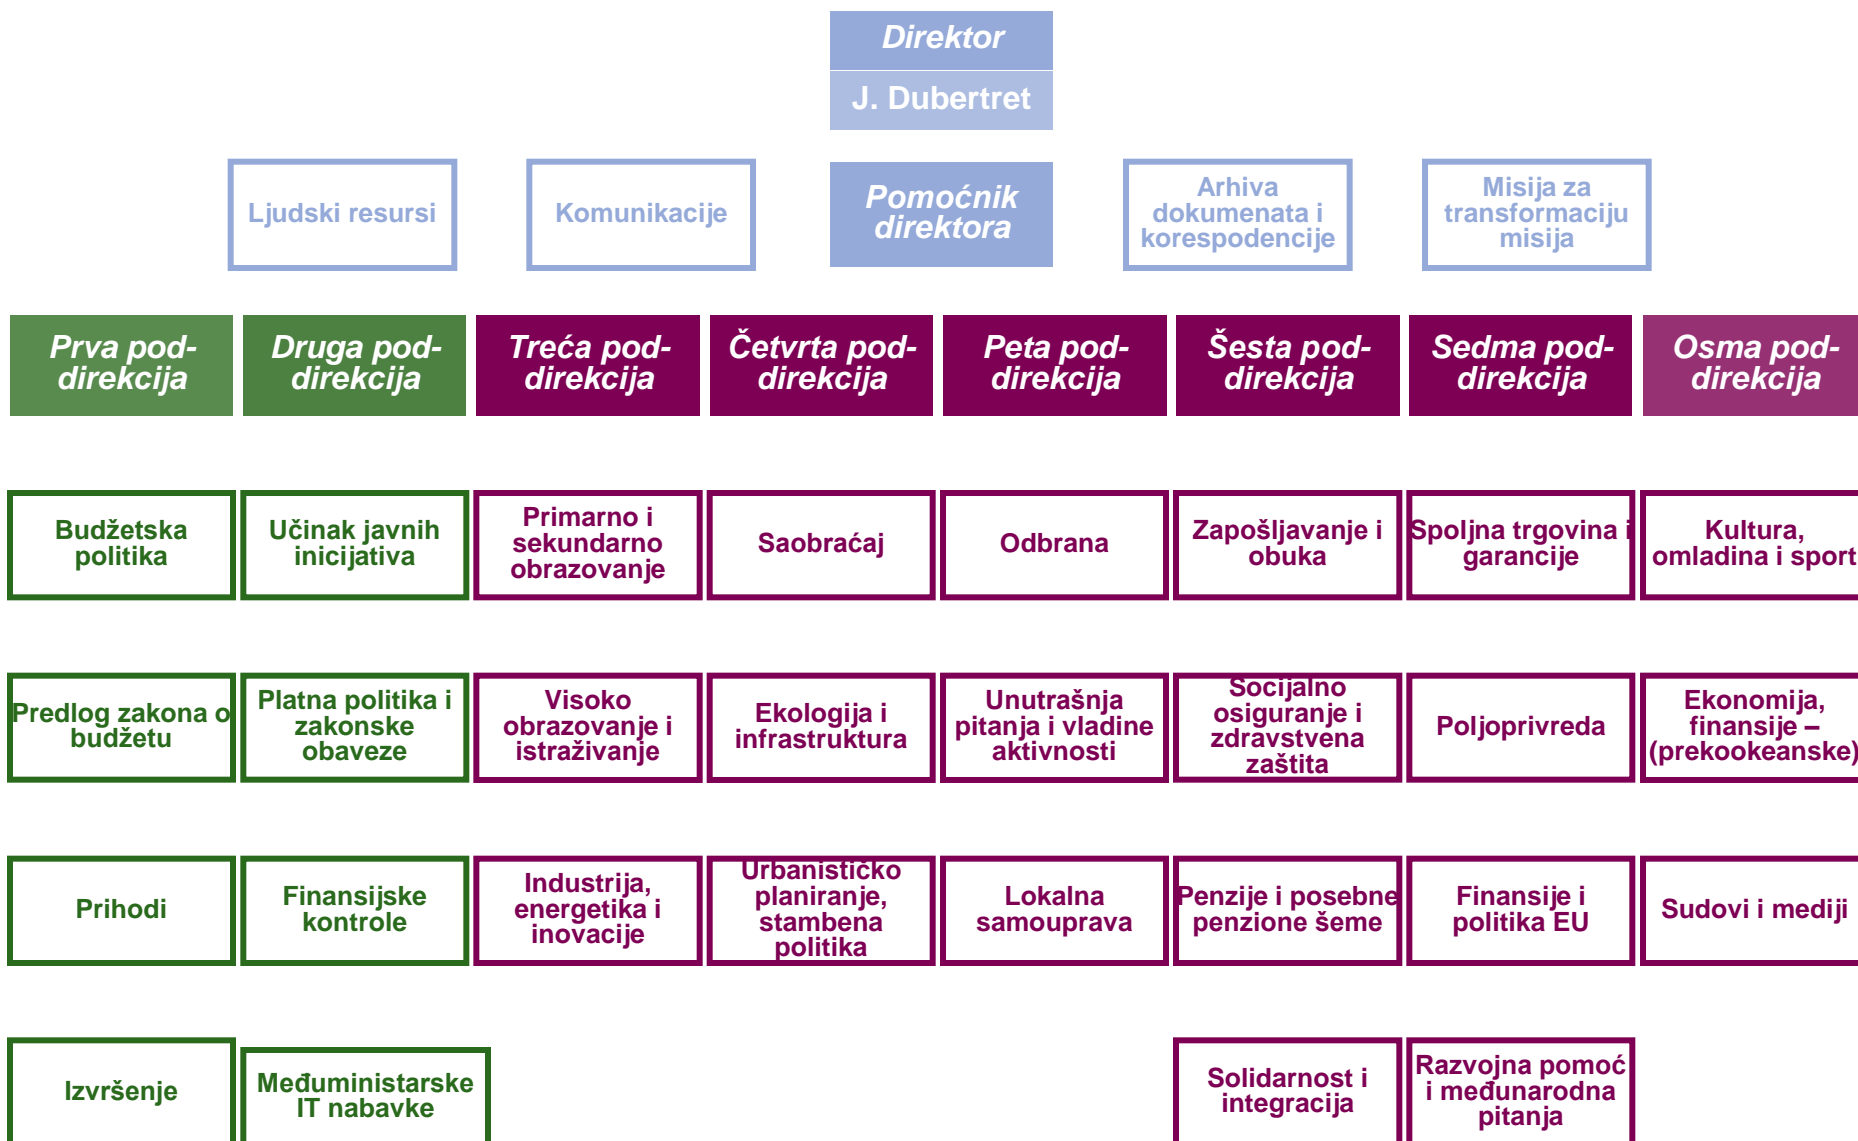 Direktor
J. Dubertret
Ljudski resursi
Komunikacije
Pomoćnik
direktora
Arhiva
dokumenata i
korespodencije
Misija za
transformaciju
misija
Prva pod-
direkcija
Druga pod-
direkcija
Treća pod-
direkcija
Četvrta pod-
direkcija
Peta pod-
direkcija
Šesta pod-
direkcija
Sedma pod-
direkcija
Osma pod-
direkcija
Budžetska
politika
Učinak javnih
inicijativa
Primarno i
sekundarno
obrazovanje
Saobraćaj
Odbrana
Zapošljavanje i
obuka
Spoljna trgovina i
garancije
Kultura,
omladina i sport
Predlog zakona o
budžetu
Platna politika i
zakonske
obaveze
Visoko
obrazovanje i
istraživanje
Ekologija i
infrastruktura
Unutrašnja
pitanja i vladine
aktivnosti
Socijalno
osiguranje i
zdravstvena
zaštita
Poljoprivreda
Ekonomija,
finansije –
(prekookeanske)
Prihodi
Finansijske
kontrole
Industrija,
energetika i
inovacije
Urbanističko
planiranje,
stambena
politika
Lokalna
samouprava
Penzije i posebne
penzione šeme
Finansije i
politika EU
Sudovi i mediji
Izvršenje
Međuministarske
IT nabavke
Solidarnost i
integracija
Razvojna pomoć
i međunarodna
pitanja